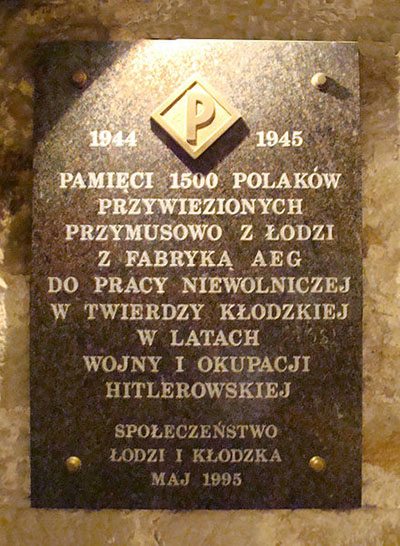 P
1944 1945
PAMIĘCI 1500 POLAKÓW
PRZYWIEZIONYCH
PRZYMUSOWO Z ŁODZI
Z FABRYKĄ AEG
DO PRACY NIEWOLNICZEJ
W TWIERDZY KŁODZKIEJ
W LATACH
WOJNY I OKUPACJI
HITLEROWSKIEJ
SPOŁECZEŃSTWO
ŁODZI I KŁODZKA
MAJ 1995